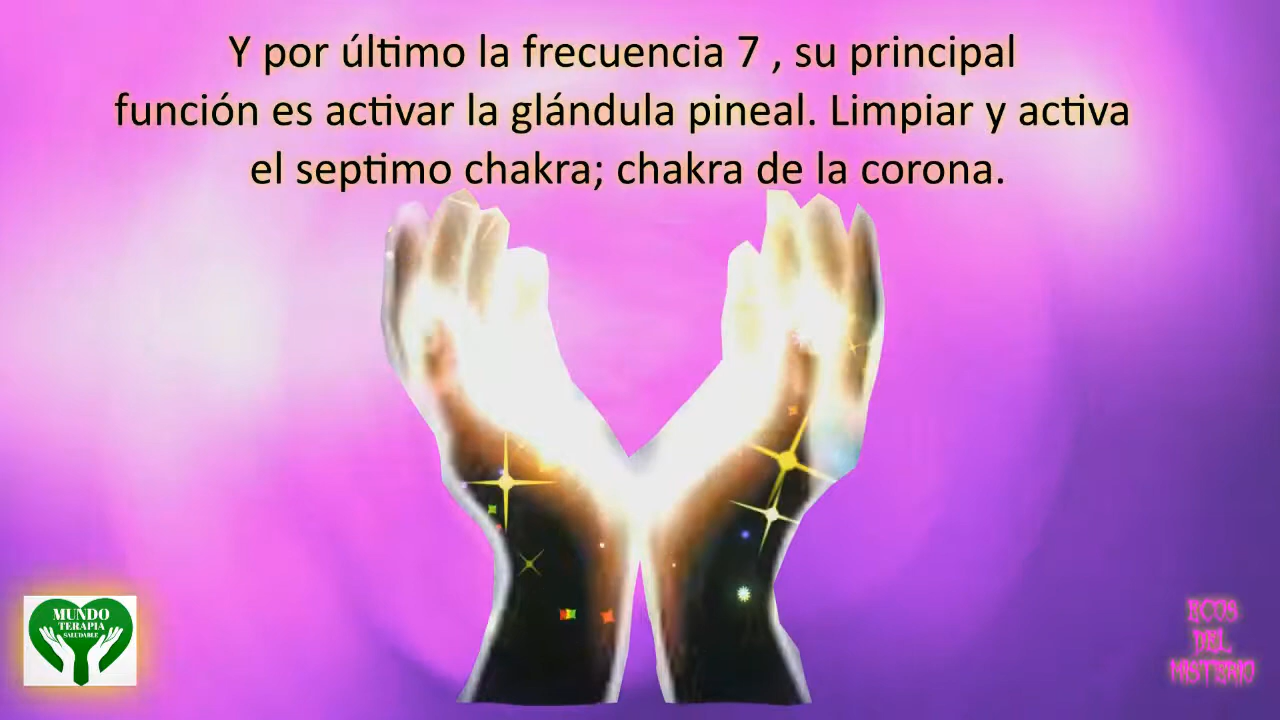 Y por último la frecuencia 7 , su principal
función es activar la glándula pineal. Limpiar y activa
el septimo chakra; chakra de la corona.
MUNDO
TERAPIA
SALUDABLE
ECOS
DEL
MISTERIO